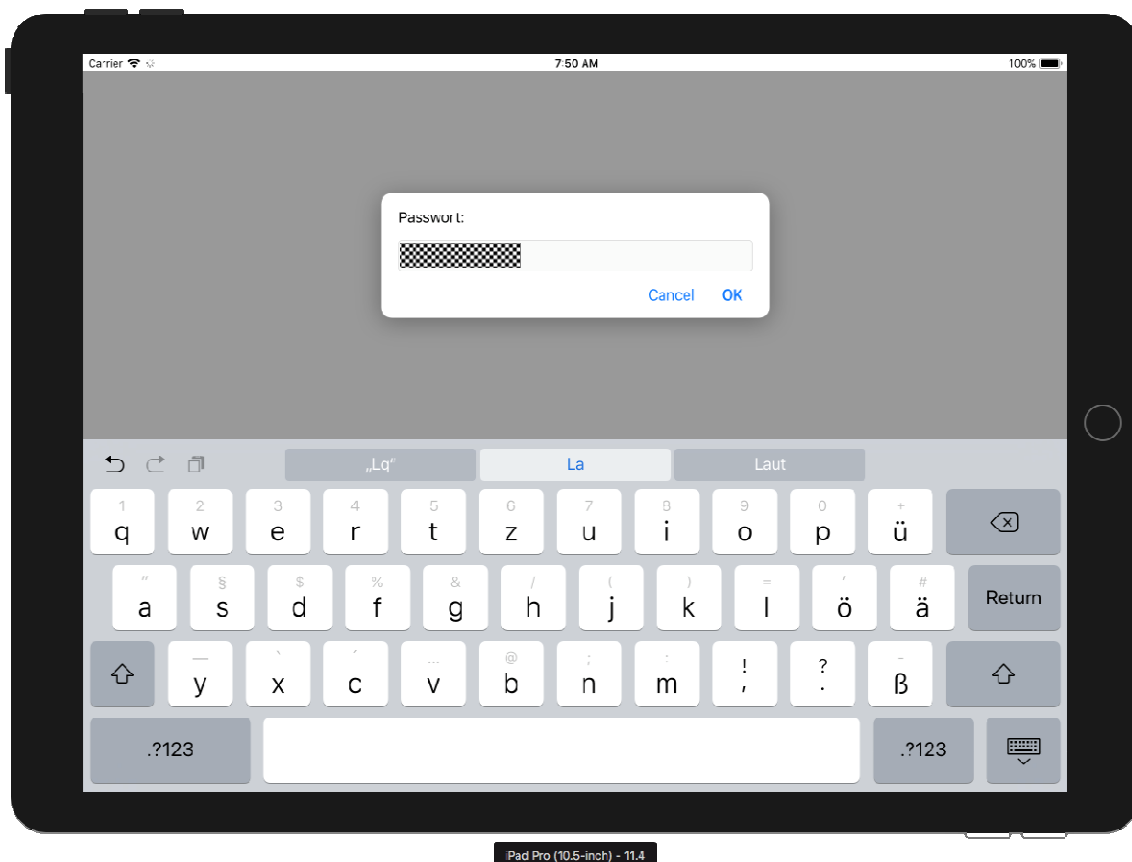 Carrier 7:50 AM 100%
Passwort:
Cancel OK
„Lq“ La Laut
1 2 3 4 5 6 7 8 9 0 +
q w e r t z u i o p ü
" § $ % & / ( ) = ' #
a s d f g h j k l ö ä Return
— ` ´ ... @ ; : ! ? -
y x c v b n m , . ß
.?123 .?123
iPad Pro (10.5-inch) - 11.4